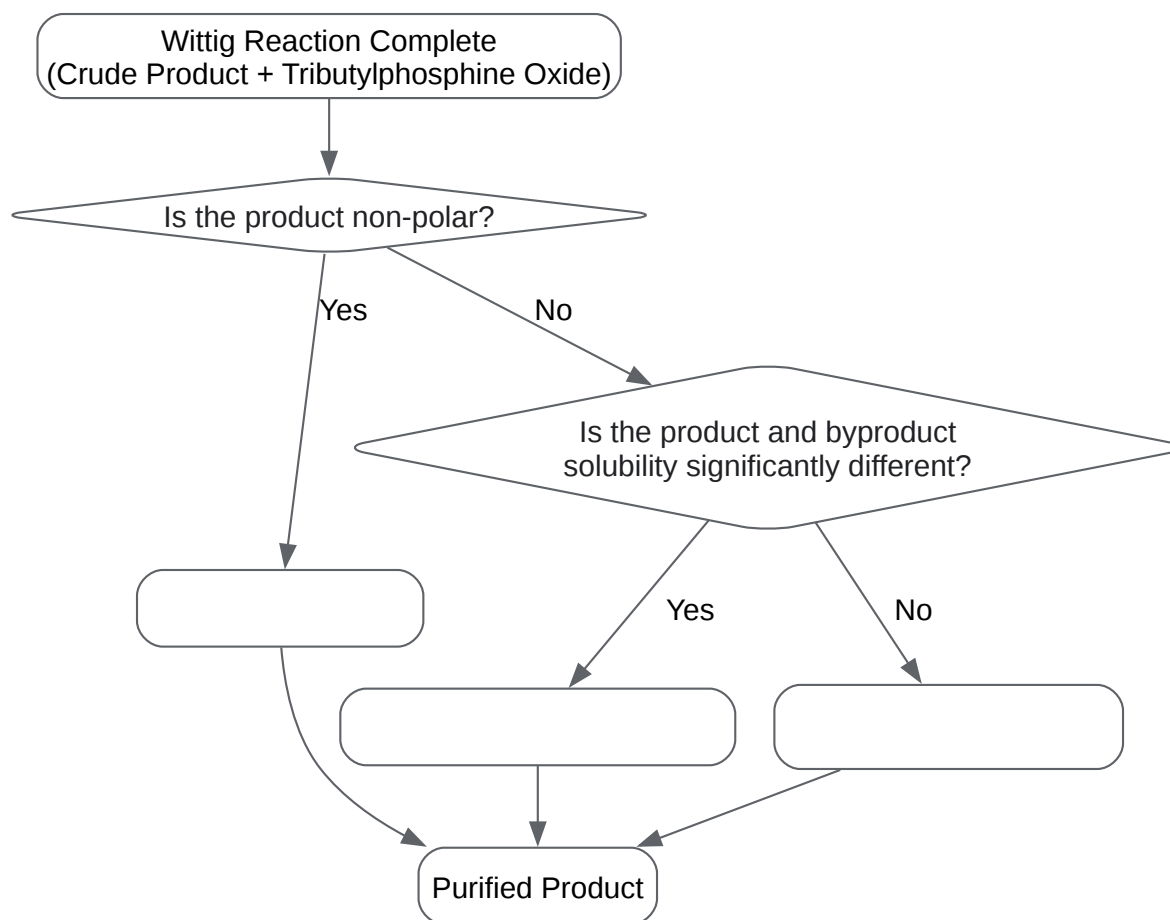 Wittig Reaction Complete
(Crude Product + Tributylphosphine Oxide)
Is the product non-polar?
Yes
No
Is the product and byproduct
solubility significantly different?
Yes
No
Purified Product